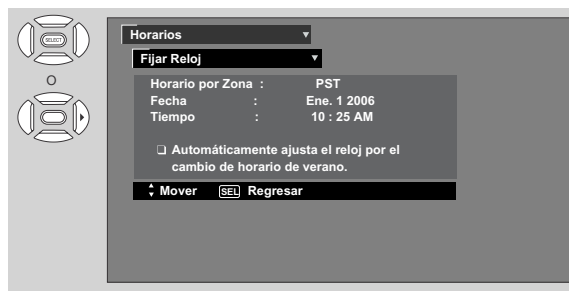 SELECT
O
Horarios
Fijar Reloj
Horario por Zona : PST
Fecha : Ene. 1 2006
Tiempo : 10 : 25 AM
Automáticamente ajusta el reloj por el
cambio de horario de verano.
Mover SEL Regresar